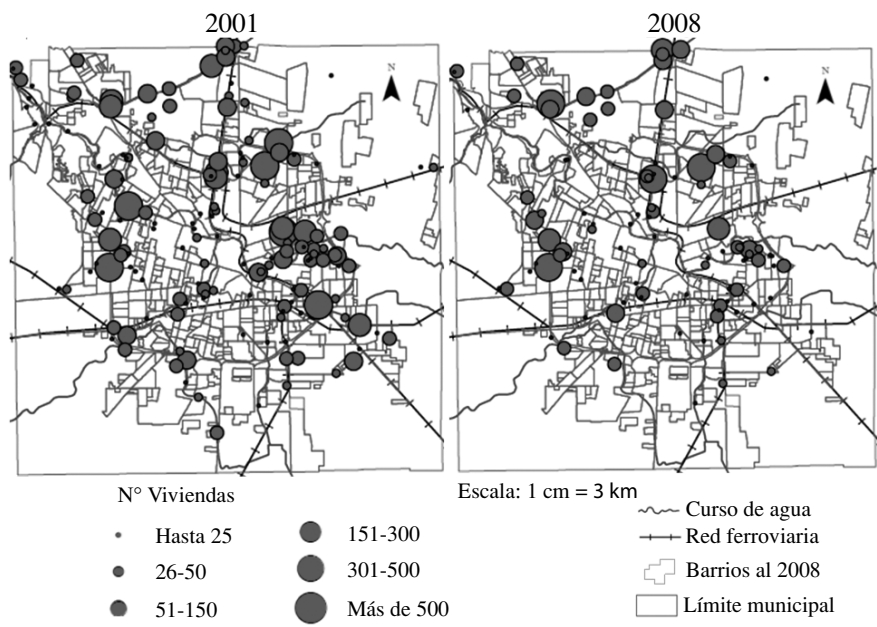 2001
2008
N
N
N° Viviendas
Escala: 1 cm = 3 km
Hasta 25
26-50
51-150
151-300
301-500
Más de 500
Curso de agua
Red ferroviaria
Barrios al 2008
Límite municipal